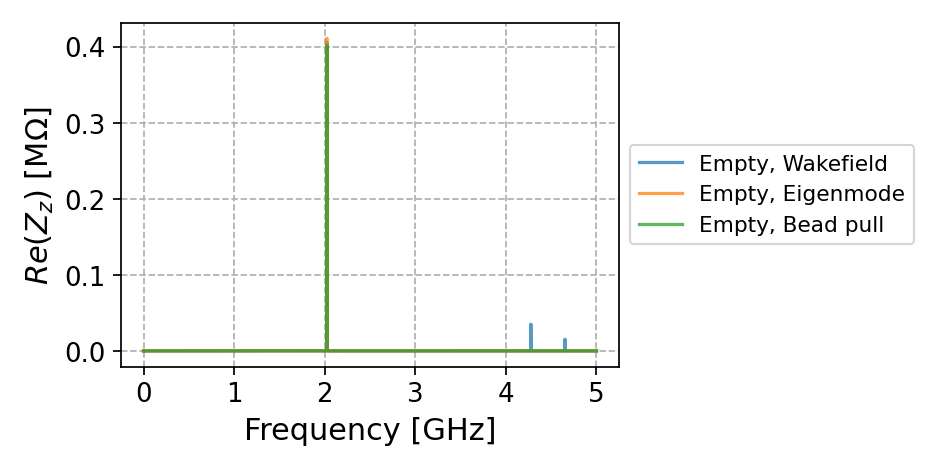 0.4
0.3
0.2
0.1
0.0
Re(Z_z) [MΩ]
0 1 2 3 4 5
Frequency [GHz]
Empty, Wakefield
Empty, Eigenmode
Empty, Bead pull